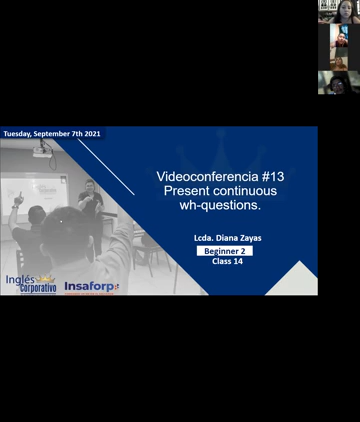 Tuesday, September 7th 2021
Videoconferencia #13
Present continuous
wh-questions.
Lcda. Diana Zayas
Beginner 2
Class 14
Inglés
Corporativo
Insaforp